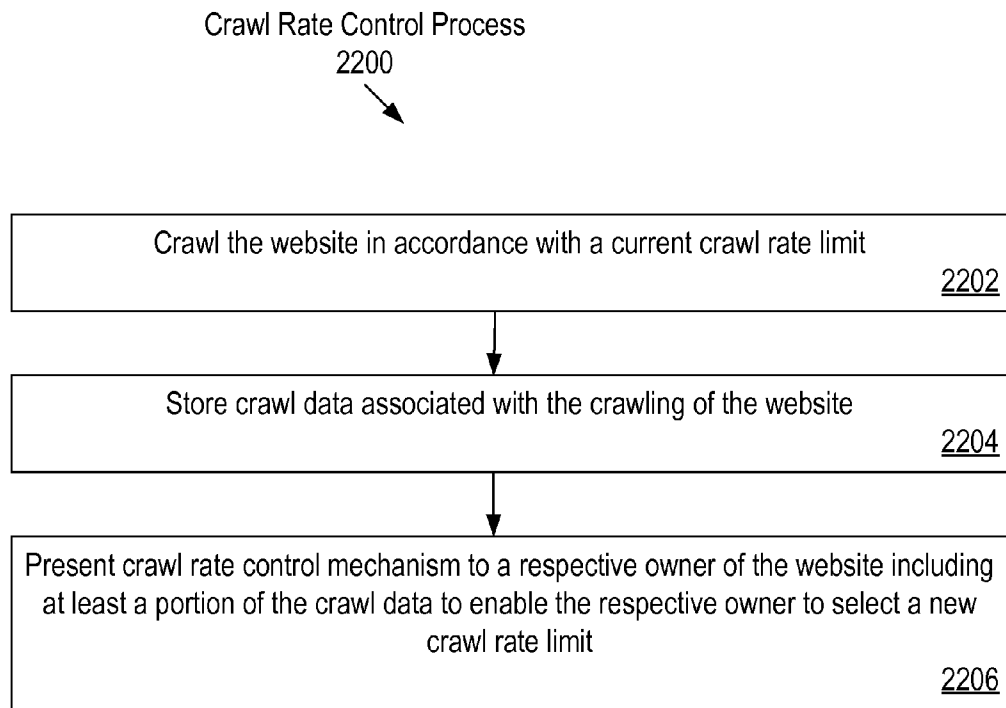 Crawl Rate Control Process
2200
Crawl the website in accordance with a current crawl rate limit
2202
Store crawl data associated with the crawling of the website
2204
Present crawl rate control mechanism to a respective owner of the website including
at least a portion of the crawl data to enable the respective owner to select a new
crawl rate limit
2206